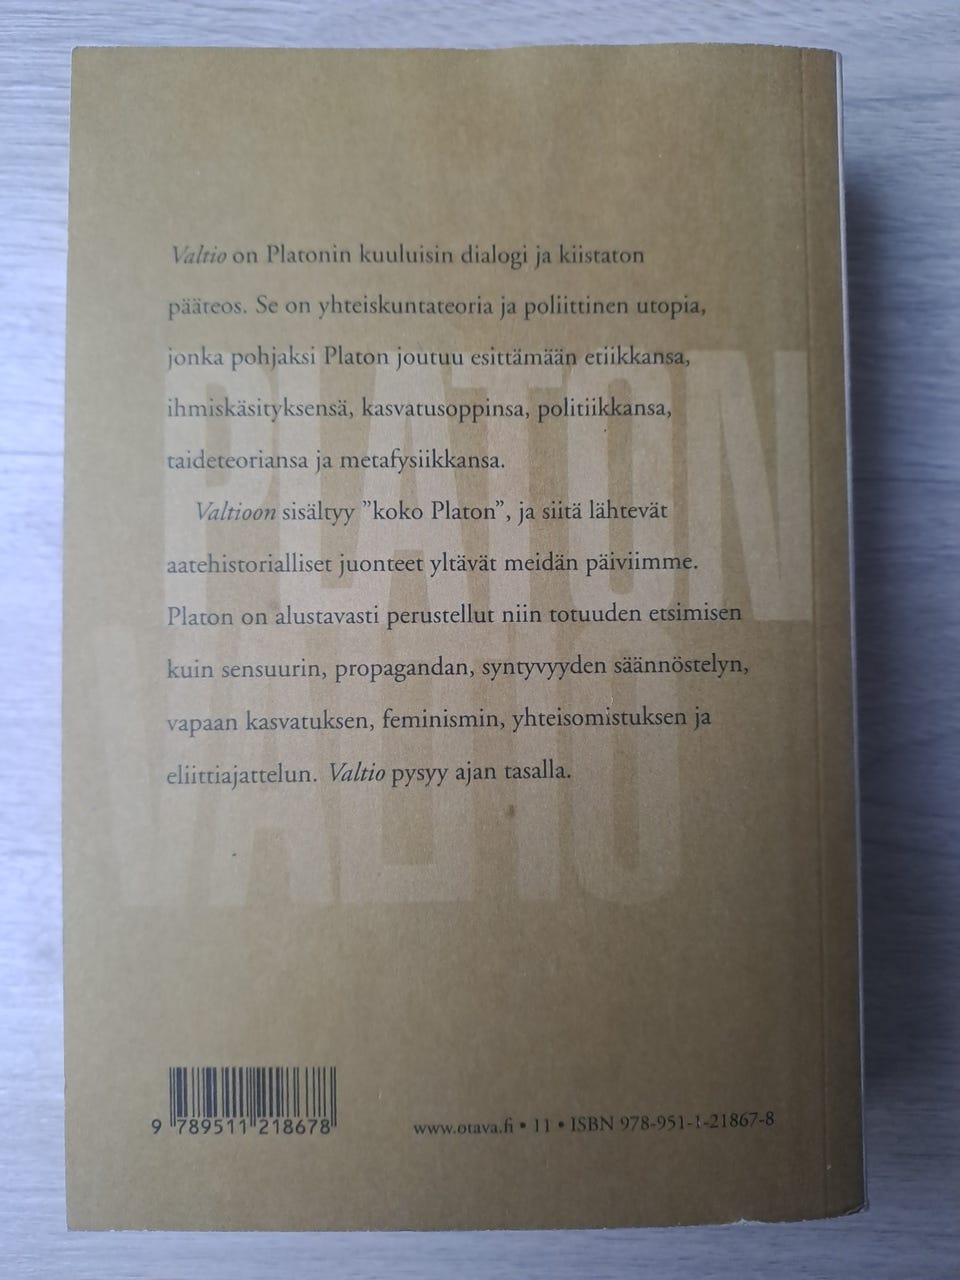 Valtio on Platonin kuuluisin dialogi ja kiistaton
pääteos. Se on yhteiskuntateoria ja poliittinen utopia,
jonka pohjaksi Platon joutuu esittämään etiikkansa,
ihmiskäsityksensä, kasvatusoppinsa, politiikkansa,
taideteoriansa ja metafysiikkansa.
Valtioon sisältyy ”koko Platon”, ja siitä lähtevät
aatehistorialliset juonteet yltävät meidän päiviimme.
Platon on alustavasti perustellut niin totuuden etsimisen
kuin sensuurin, propagandan, syntyvyyden säännöstelyn,
vapaan kasvatuksen, feminismin, yhteisomistuksen ja
eliittiajattelun. Valtio pysyy ajan tasalla.
PLATON
VALTIO
9 789511 218678
www.otava.fi • 11 • ISBN 978-951-1-21867-8